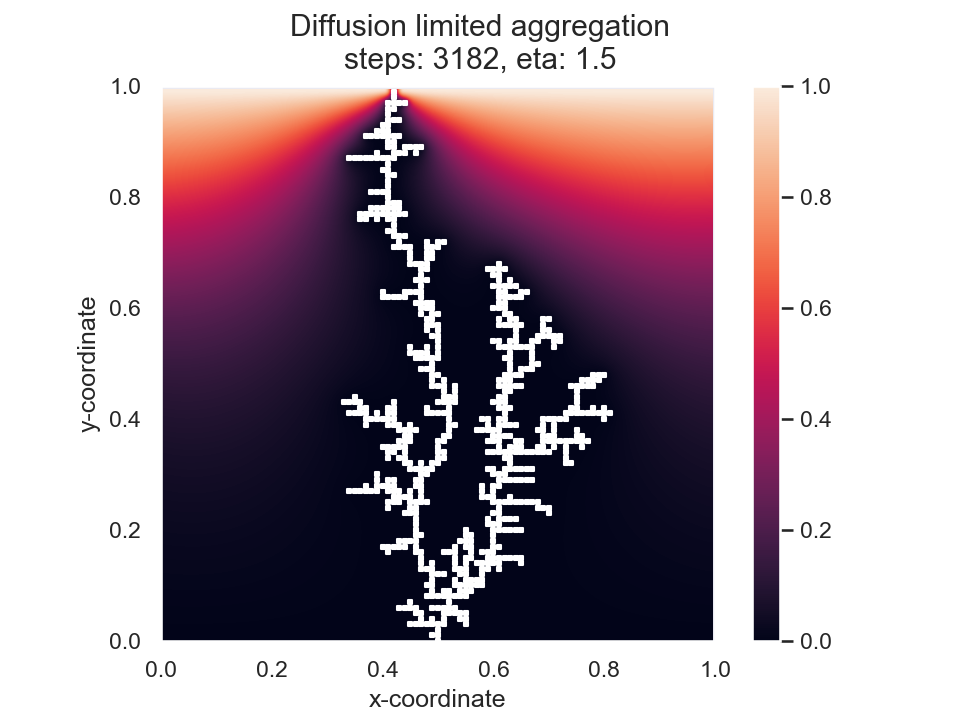 Diffusion limited aggregation
steps: 3182, eta: 1.5
1.0
0.8
0.6
0.4
0.2
0.0
y-coordinate
0.0 0.2 0.4 0.6 0.8 1.0
x-coordinate
1.0
0.8
0.6
0.4
0.2
0.0